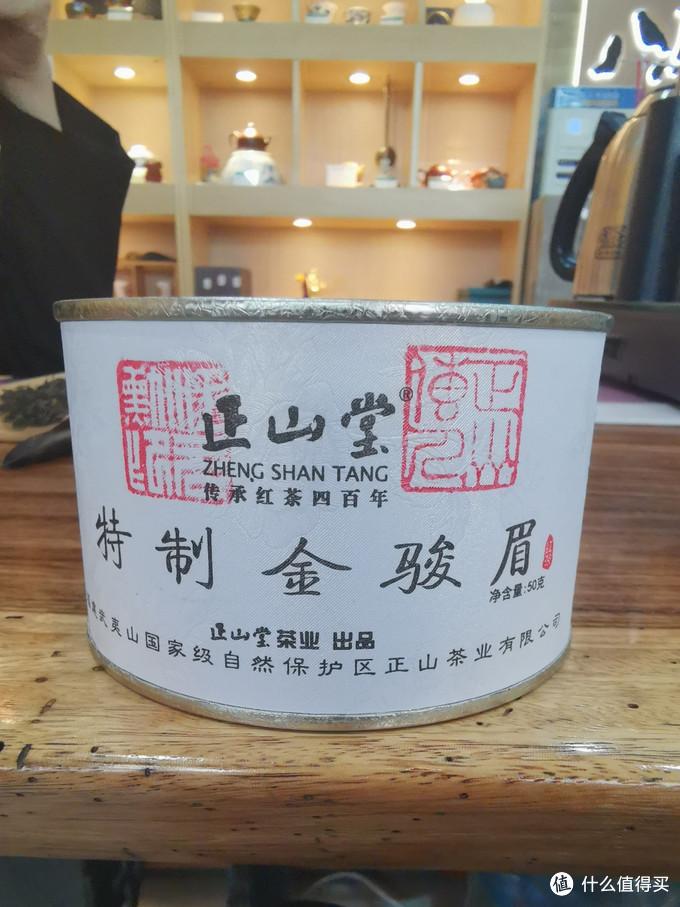 正山堂®
ZHENG SHAN TANG
传承红茶四百年
特制金骏眉
净含量:50克
正山堂茶业 出品
武夷山国家级自然保护区正山茶业有限公司
值 什么值得买